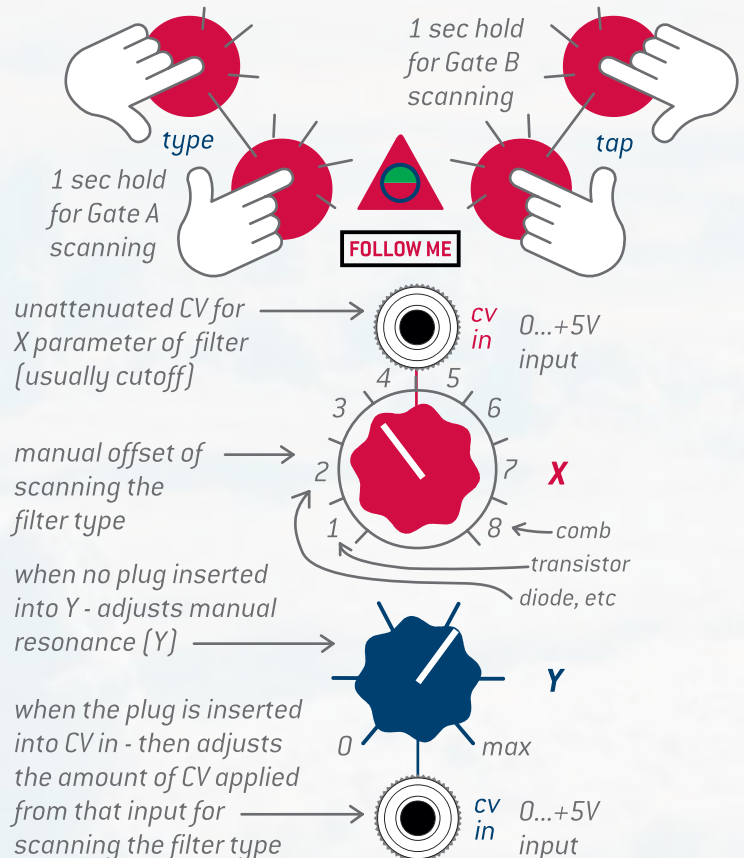 1 sec hold
for Gate B
scanning
type
tap
1 sec hold
for Gate A
scanning
FOLLOW ME
unattenuated CV for
X parameter of filter
(usually cutoff)
cv
in
0...+5V
input
4
5
3
6
manual offset of
scanning the
filter type
2
7
X
1
8
comb
transistor
diode, etc
when no plug inserted
into Y - adjusts manual
resonance (Y)
Y
0
max
when the plug is inserted
into CV in - then adjusts
the amount of CV applied
from that input for
scanning the filter type
cv
in
0...+5V
input